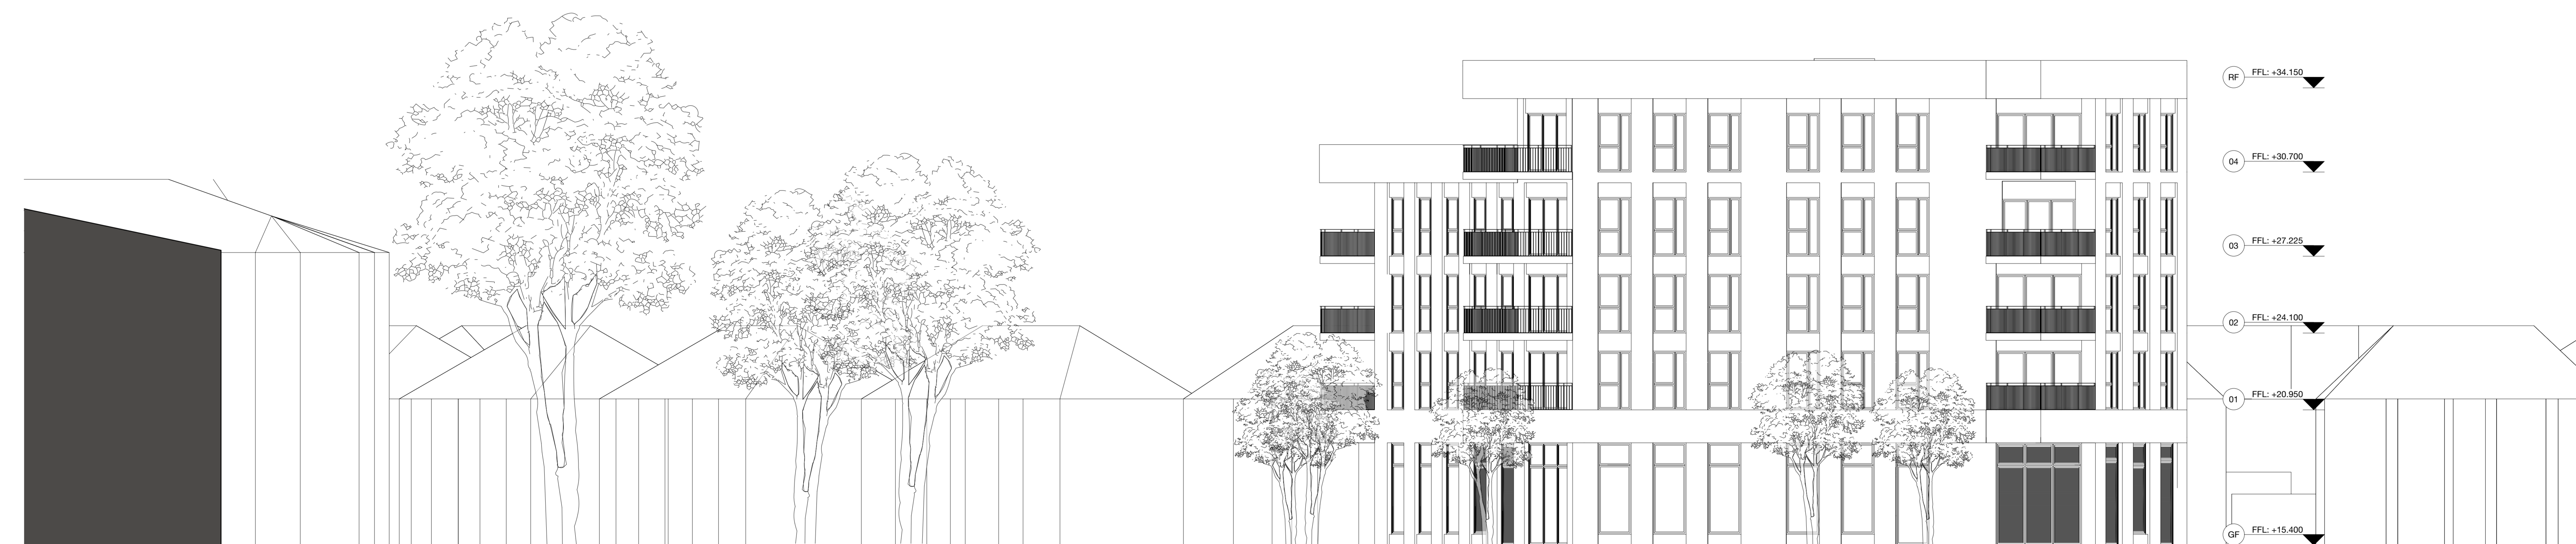 RF FFL: +34.150
04 FFL: +30.700
03 FFL: +27.225
02 FFL: +24.100
01 FFL: +20.950
GF FFL: +15.400